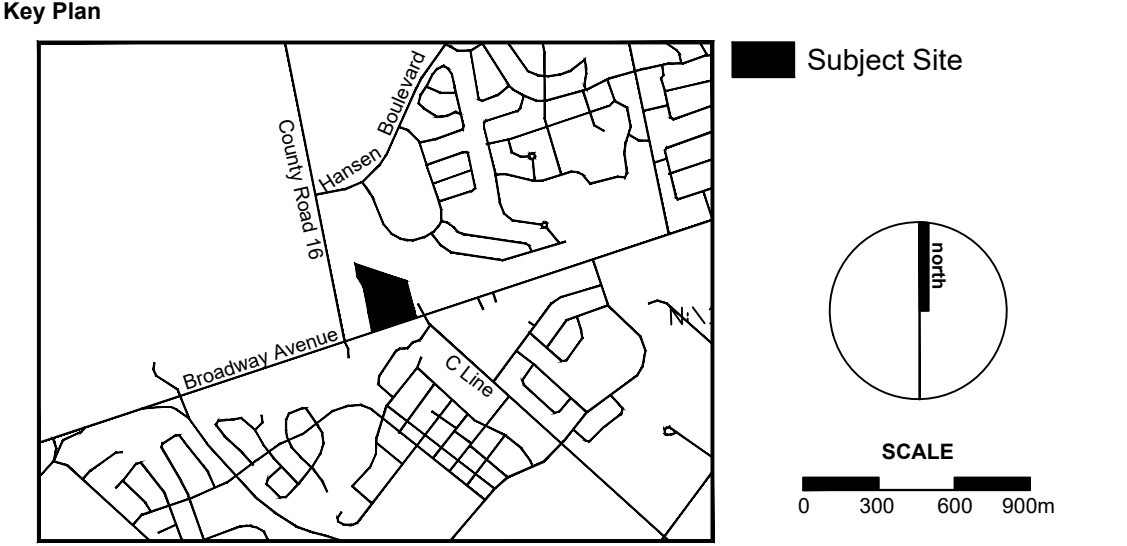 Key Plan
Subject Site
County Road 16
Hansen Boulevard
Broadway Avenue
C Line
north
SCALE
0 300 600 900m